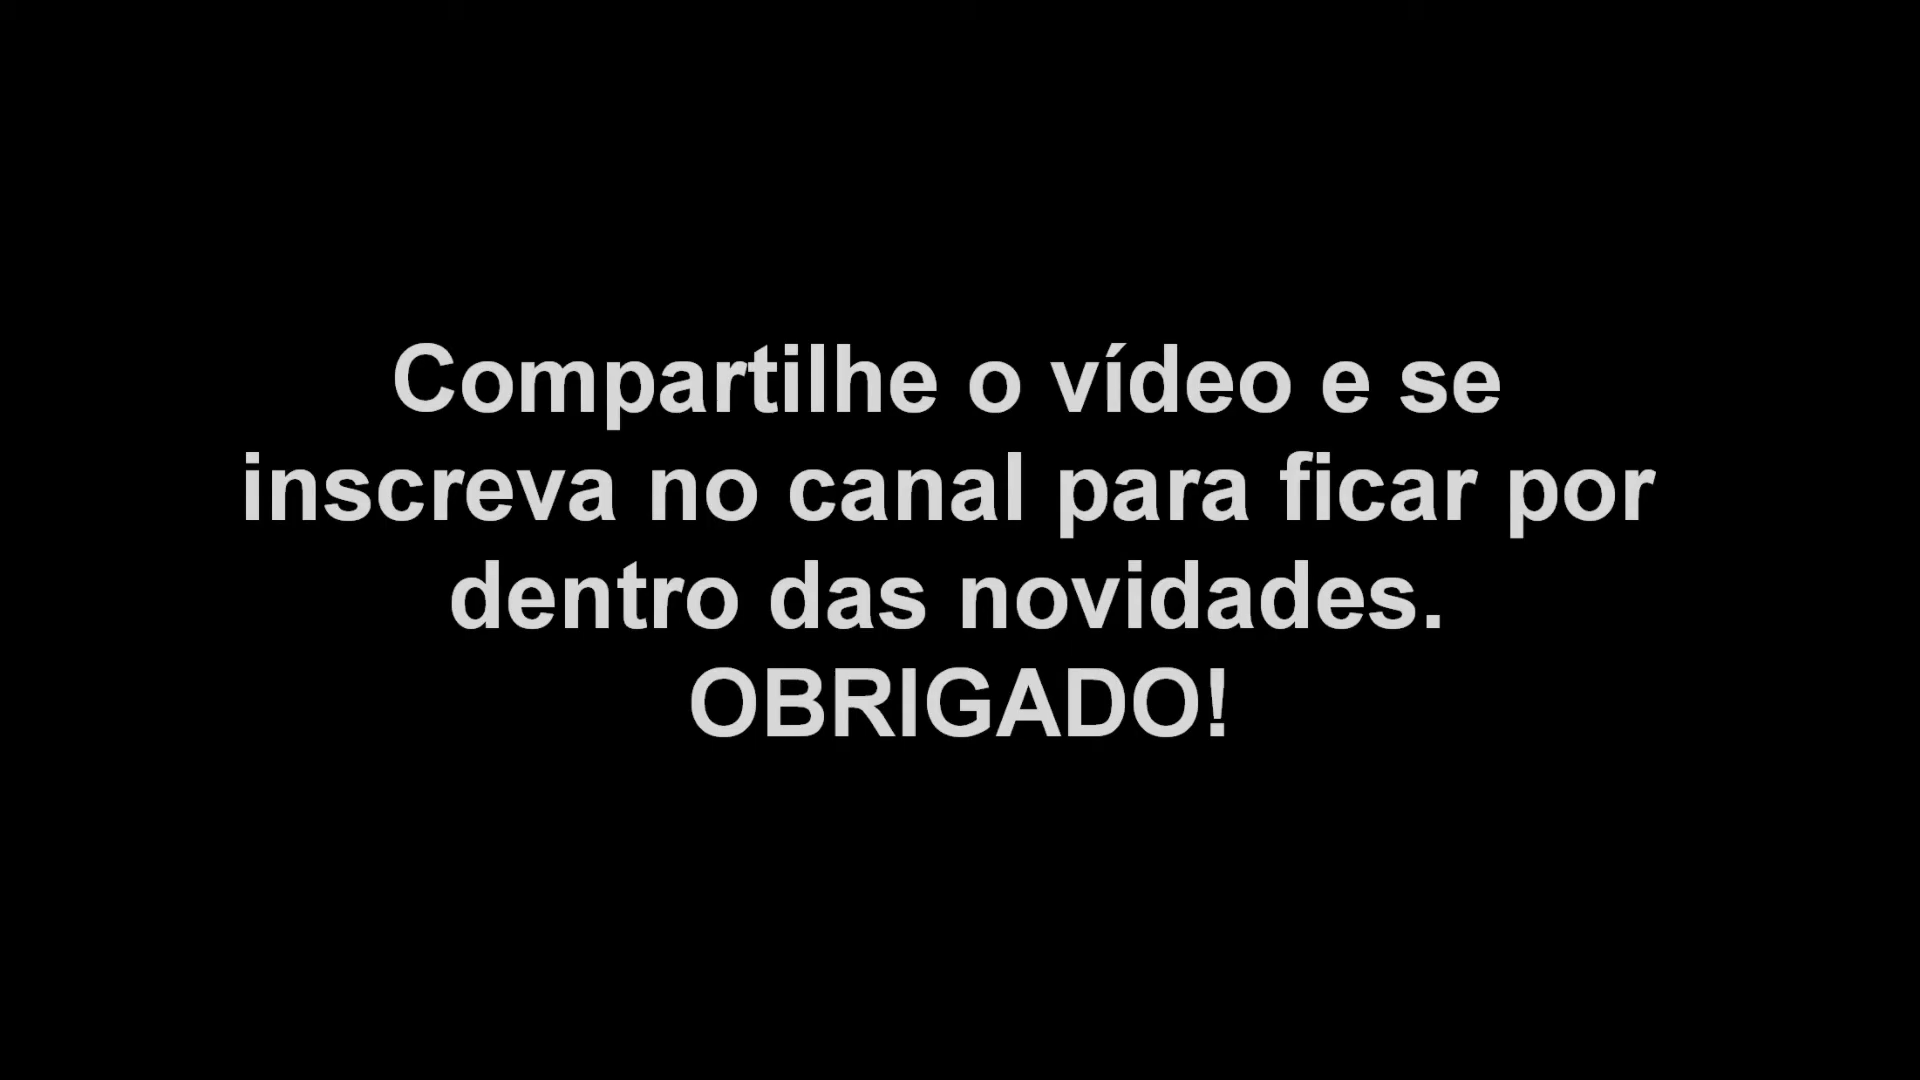 Compartilhe o vídeo e se
inscreva no canal para ficar por
dentro das novidades.
OBRIGADO!